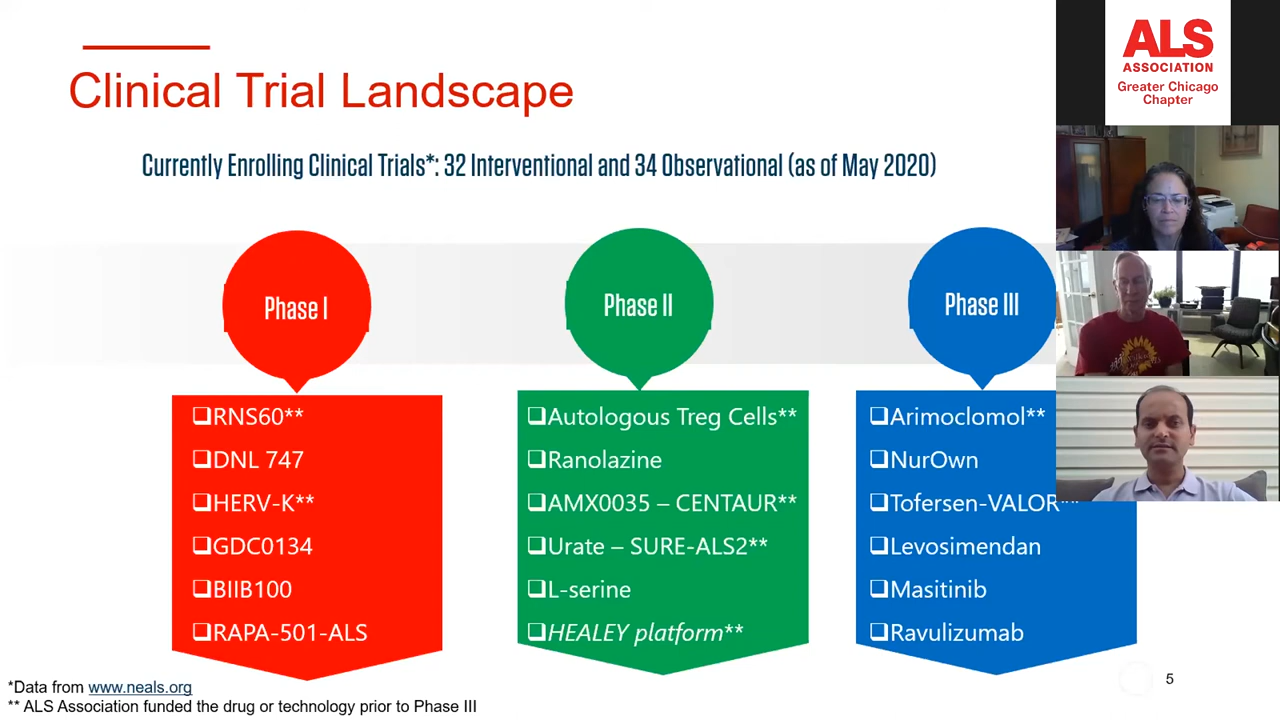 Clinical Trial Landscape
Currently Enrolling Clinical Trials*: 32 Interventional and 34 Observational (as of May 2020)
Phase I
RNS60**
DNL 747
HERV-K**
GDC0134
BIIB100
RAPA-501-ALS
Phase II
Autologous Treg Cells**
Ranolazine
AMX0035 – CENTAUR**
Urate – SURE-ALS2**
L-serine
HEALEY platform**
Phase III
Arimoclomol**
NurOwn
Tofersen-VALOR**
Levosimendan
Masitinib
Ravulizumab
*Data from www.neals.org
** ALS Association funded the drug or technology prior to Phase III
5
ALS
ASSOCIATION
Greater Chicago
Chapter